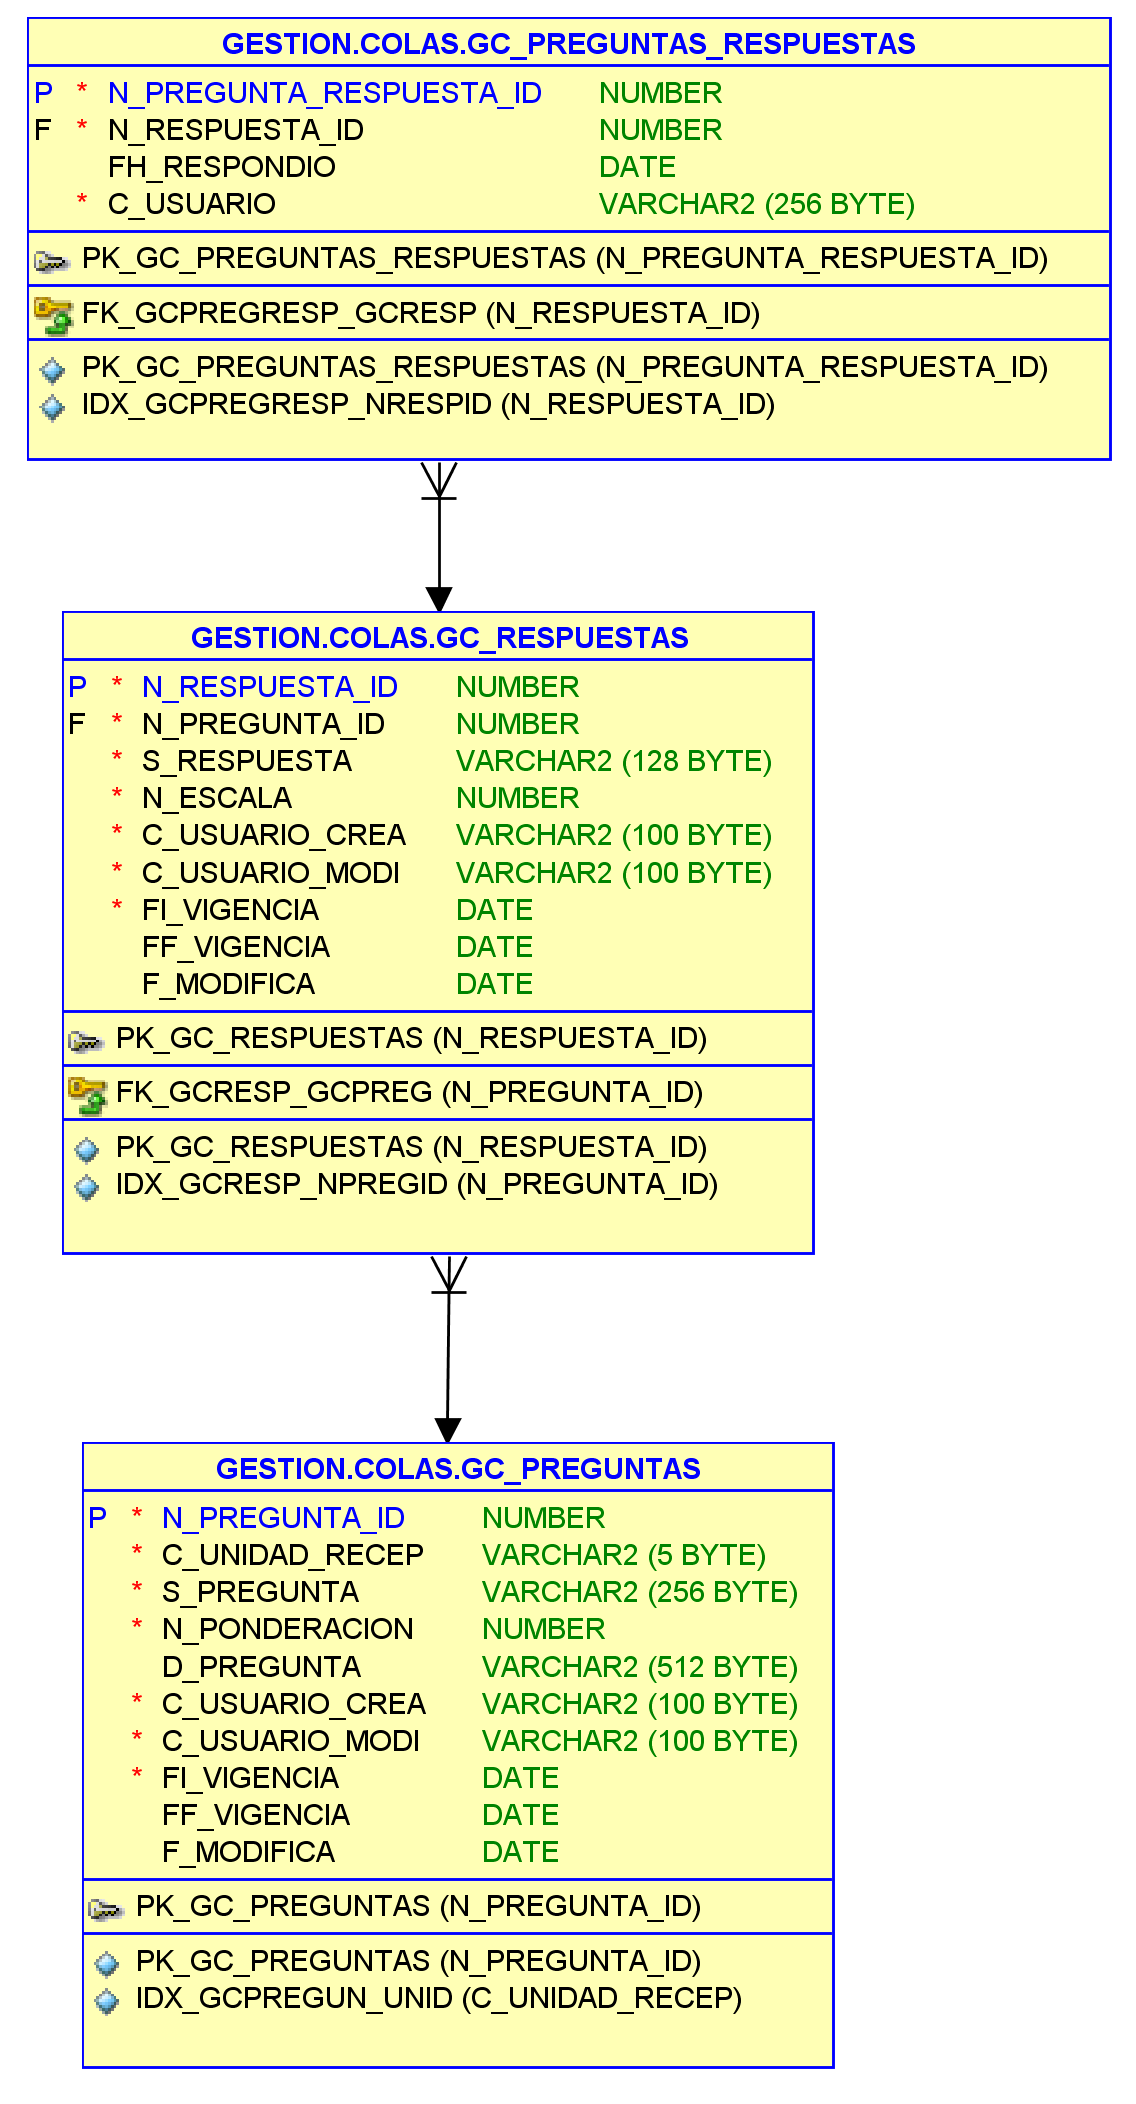 GESTION.COLAS.GC_PREGUNTAS_RESPUESTAS
P * N_PREGUNTA_RESPUESTA_ID NUMBER
F * N_RESPUESTA_ID NUMBER
FH_RESPONDIO DATE
* C_USUARIO VARCHAR2 (256 BYTE)
PK_GC_PREGUNTAS_RESPUESTAS (N_PREGUNTA_RESPUESTA_ID)
FK_GCPREGRESP_GCRESP (N_RESPUESTA_ID)
PK_GC_PREGUNTAS_RESPUESTAS (N_PREGUNTA_RESPUESTA_ID)
IDX_GCPREGRESP_NRESPID (N_RESPUESTA_ID)
GESTION.COLAS.GC_RESPUESTAS
P * N_RESPUESTA_ID NUMBER
F * N_PREGUNTA_ID NUMBER
* S_RESPUESTA VARCHAR2 (128 BYTE)
* N_ESCALA NUMBER
* C_USUARIO_CREA VARCHAR2 (100 BYTE)
* C_USUARIO_MODI VARCHAR2 (100 BYTE)
* FI_VIGENCIA DATE
FF_VIGENCIA DATE
F_MODIFICA DATE
PK_GC_RESPUESTAS (N_RESPUESTA_ID)
FK_GCRESP_GCPREG (N_PREGUNTA_ID)
PK_GC_RESPUESTAS (N_RESPUESTA_ID)
IDX_GCRESP_NPREGID (N_PREGUNTA_ID)
GESTION.COLAS.GC_PREGUNTAS
P * N_PREGUNTA_ID NUMBER
* C_UNIDAD_RECEP VARCHAR2 (5 BYTE)
* S_PREGUNTA VARCHAR2 (256 BYTE)
* N_PONDERACION NUMBER
D_PREGUNTA VARCHAR2 (512 BYTE)
* C_USUARIO_CREA VARCHAR2 (100 BYTE)
* C_USUARIO_MODI VARCHAR2 (100 BYTE)
* FI_VIGENCIA DATE
FF_VIGENCIA DATE
F_MODIFICA DATE
PK_GC_PREGUNTAS (N_PREGUNTA_ID)
PK_GC_PREGUNTAS (N_PREGUNTA_ID)
IDX_GCPREGUN_UNID (C_UNIDAD_RECEP)